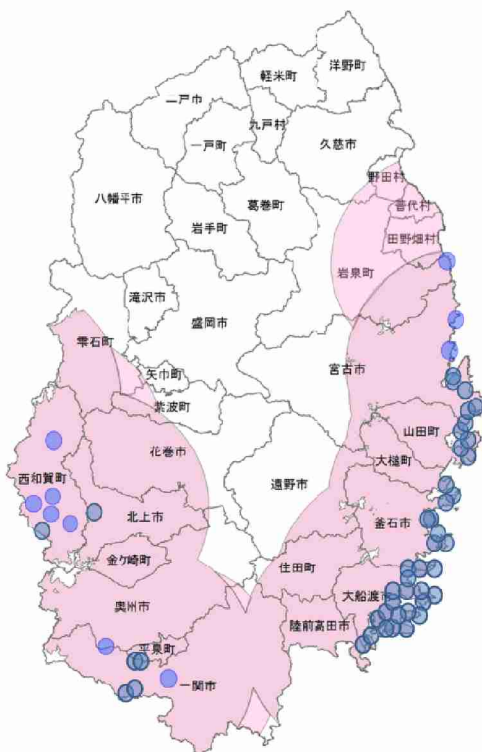 洋野町
軽米町
二戸市
九戸村
一戸町
久慈市
野田村
八幡平市
葛巻町
普代村
岩手町
田野畑村
岩泉町
滝沢市
盛岡市
雫石町
宮古市
矢巾町
紫波町
山田町
花巻市
大槌町
西和賀町
遠野市
北上市
釜石市
金ケ崎町
住田町
奥州市
大船渡市
陸前高田市
平泉町
一関市